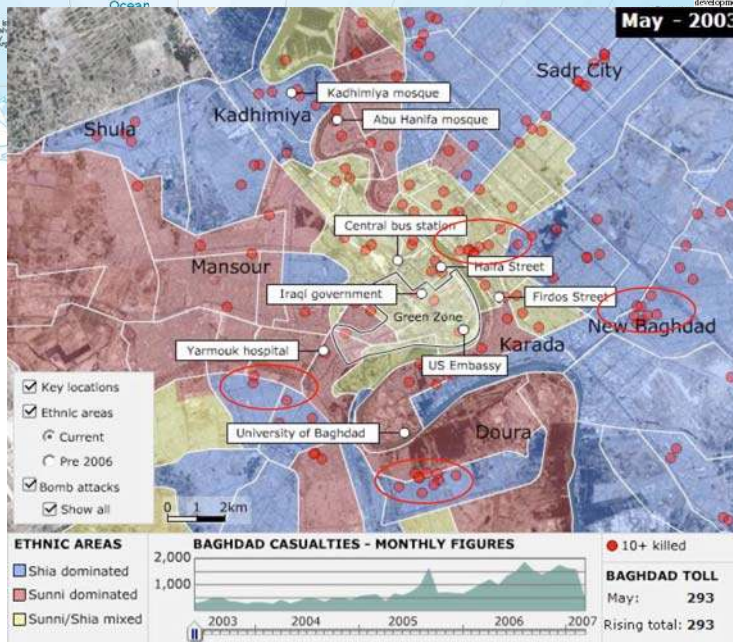 Ocean
developme
May - 2003
Sadr City
Kadhimiya mosque
Kadhimiya
Abu Hanifa mosque
Shula
Central bus station
Mansour
Haifa Street
Iraqi government
Firdos Street
Green Zone
New Baghdad
Karada
Yarmouk hospital
US Embassy
Key locations
Ethnic areas
Current
University of Baghdad
Doura
Pre 2006
Bomb attacks
Show all
0 1 2km
ETHNIC AREAS
Shia dominated
Sunni dominated
Sunni/Shia mixed
BAGHDAD CASUALTIES - MONTHLY FIGURES
2,000
1,000
2003 2004 2005 2006 2007
10+ killed
BAGHDAD TOLL
May: 293
Rising total: 293